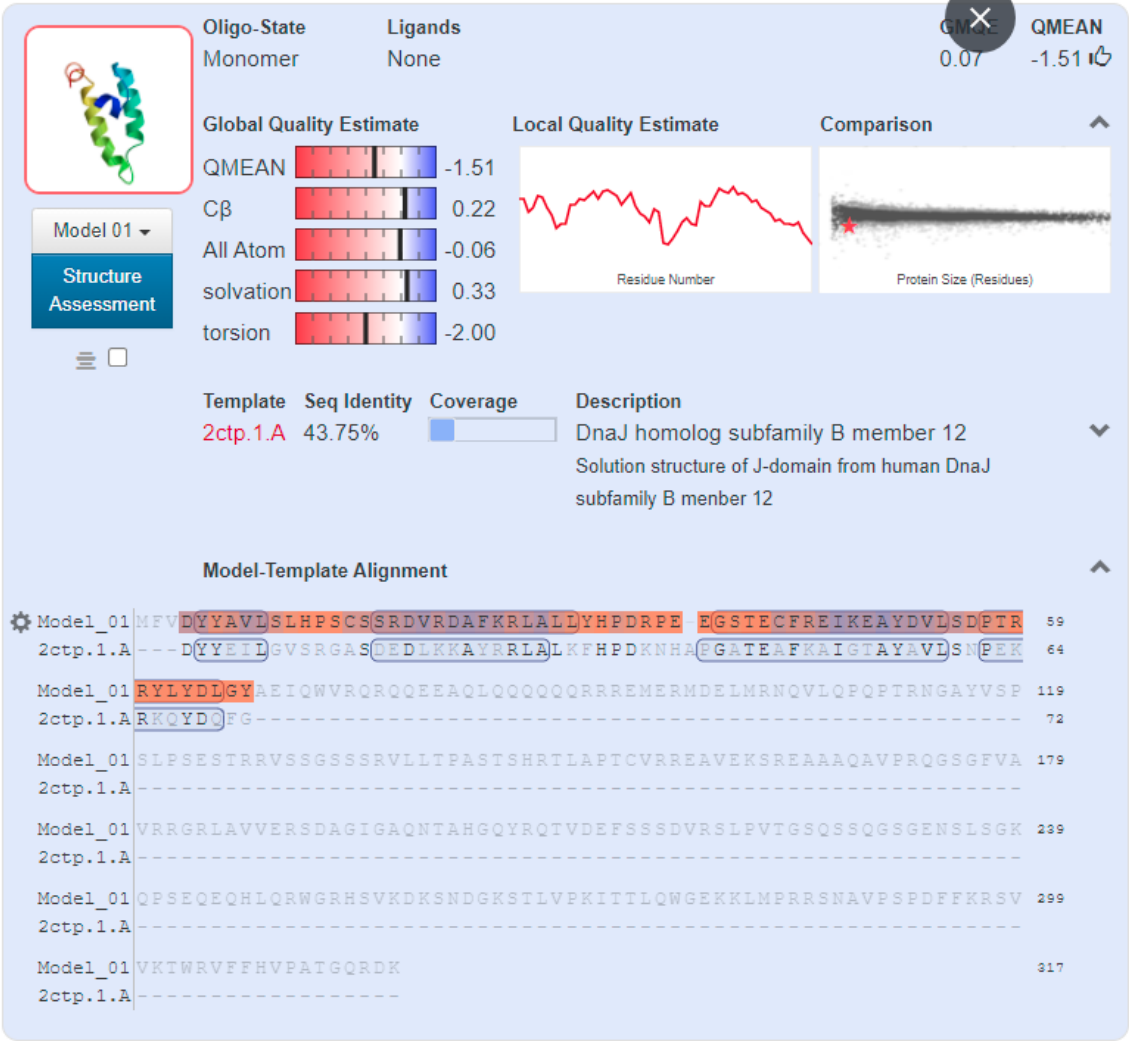 Oligo-State Ligands GMQE QMEAN
Monomer None 0.07 -1.51
Global Quality Estimate Local Quality Estimate Comparison
QMEAN -1.51
Cβ 0.22
Model 01
All Atom -0.06
Structure
Assessment
solvation 0.33
Residue Number Protein Size (Residues)
torsion -2.00
Template Seq Identity Coverage Description
2ctp.1.A 43.75% DnaJ homolog subfamily B member 12
Solution structure of J-domain from human DnaJ
subfamily B menber 12
Model-Template Alignment
Model_01 MFVDYYAVLSLHPSCSSRDVRDAFKRLALLYHPDRPE-EGSTECFREIKEAYDVLSDPTR 59
2ctp.1.A ---DYYEILGVSRGASDEDLKKAYRRLALKFHPDKNHAPGATEAFKAIGTAYAVLSNPEK 64
Model_01 RYLYDLGYAEIQWVRQRQQEEAQLQQQQQQRRREMERMDELMRNQVLQPQPTRNGAYVSP 119
2ctp.1.A RKQYDQFG---------------------------------------------------- 72
Model_01 SLPSESTRRVSSGSSSRVLLTPASTSHRTLAPTCVRREAVEKSREAAAQAVPRQGSGFVA 179
2ctp.1.A ------------------------------------------------------------
Model_01 VRRGRLAVVERSDAGIGAQNTAHGQYRQTVDEFSSSDVRSLPVTGSQSSQGSGENSLSGK 239
2ctp.1.A ------------------------------------------------------------
Model_01 QPSEQEQHLQRWGRHSVKDKSNDGKSTLVPKITTLQWGEKKLMPRRSNAVPSPDFFKRSV 299
2ctp.1.A ------------------------------------------------------------
Model_01 VKTWRVFFHVPATGQRDK 317
2ctp.1.A ------------------